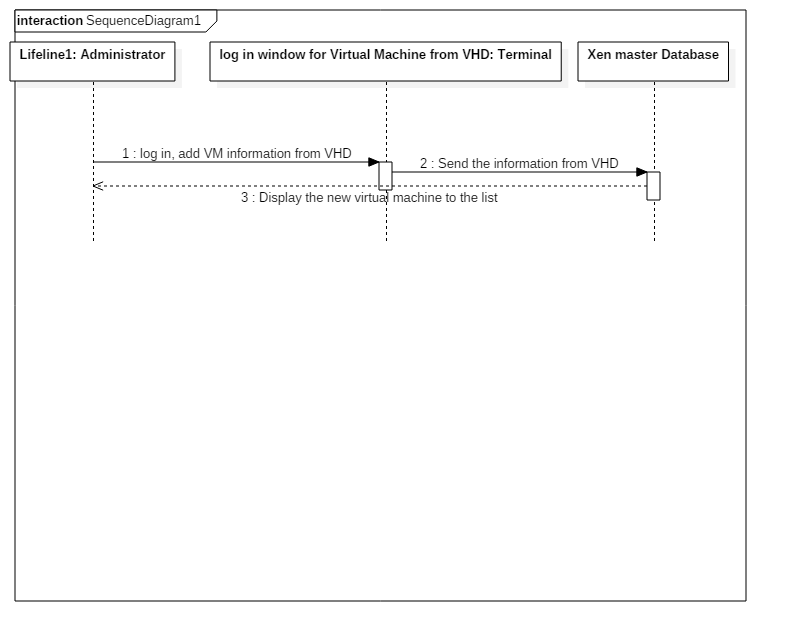 interaction SequenceDiagram1
Lifeline1: Administrator
log in window for Virtual Machine from VHD: Terminal
Xen master Database
1 : log in, add VM information from VHD
2 : Send the information from VHD
3 : Display the new virtual machine to the list